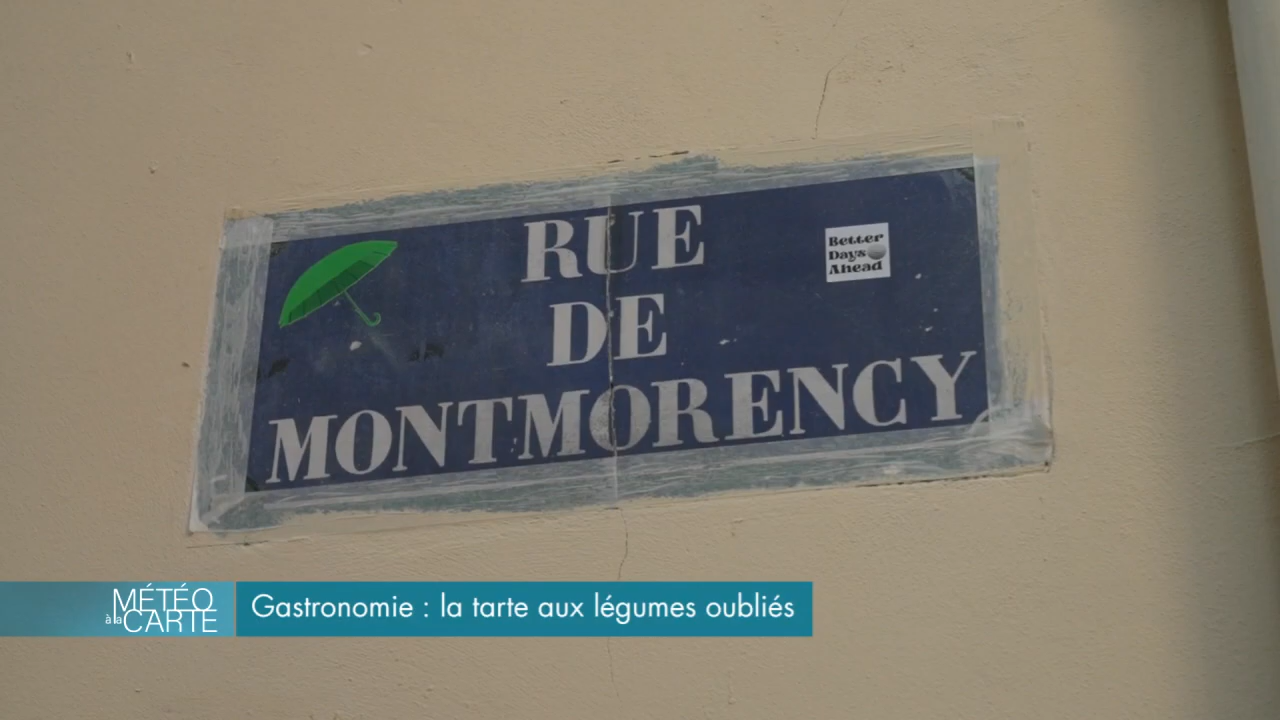 RUE
DE
MONTMORENCY
Better
Days
Ahead
MÉTÉO
à la CARTE
Gastronomie : la tarte aux légumes oubliés